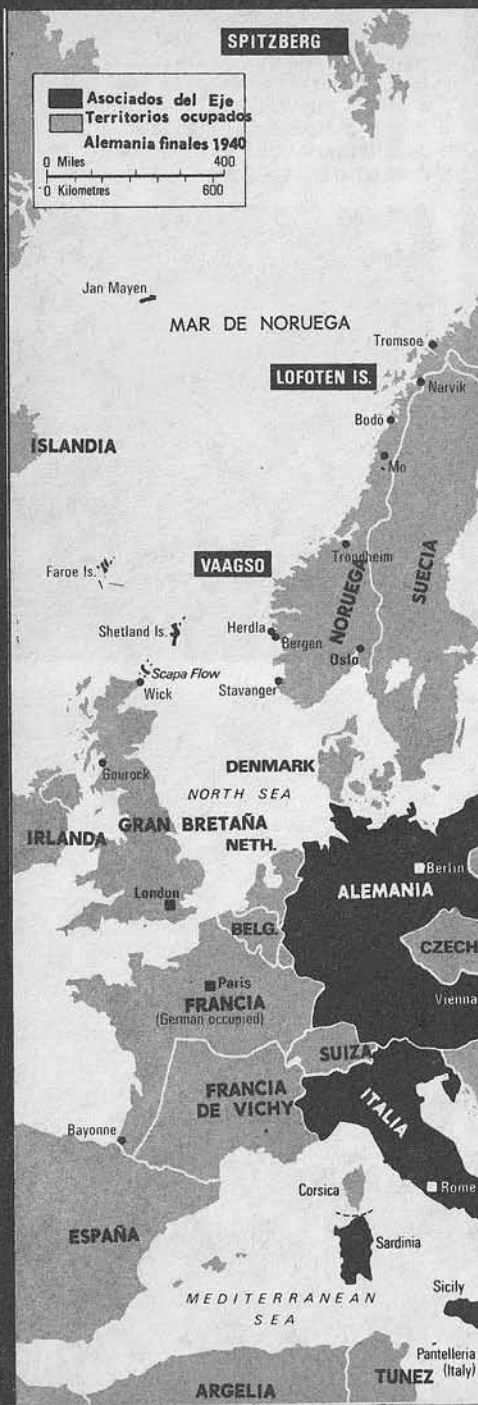 SPITZBERG
Asociados del Eje
Territorios ocupados
Alemania finales 1940
0 Miles 400
0 Kilometres 600
Jan Mayen
MAR DE NORUEGA
Tromsoe
LOFOTEN IS.
Narvik
Bodö
ISLANDIA
Mo
Trondheim
VAAGSO
Faroe Is.
NORUEGA
SUECIA
Shetland Is.
Herdla
Bergen
Oslo
Scapa Flow
Wick
Stavanger
Gourock
DENMARK
NORTH SEA
GRAN BRETAÑA
IRLANDA
NETH.
Berlin
ALEMANIA
London
BELG.
CZECH
Paris
FRANCIA
(German occupied)
Vienna
SUIZA
FRANCIA
DE VICHY
ITALIA
Bayonne
Corsica
Rome
ESPAÑA
Sardinia
MEDITERRANEAN
SEA
Sicily
Pantelleria
(Italy)
TUNEZ
ARGELIA